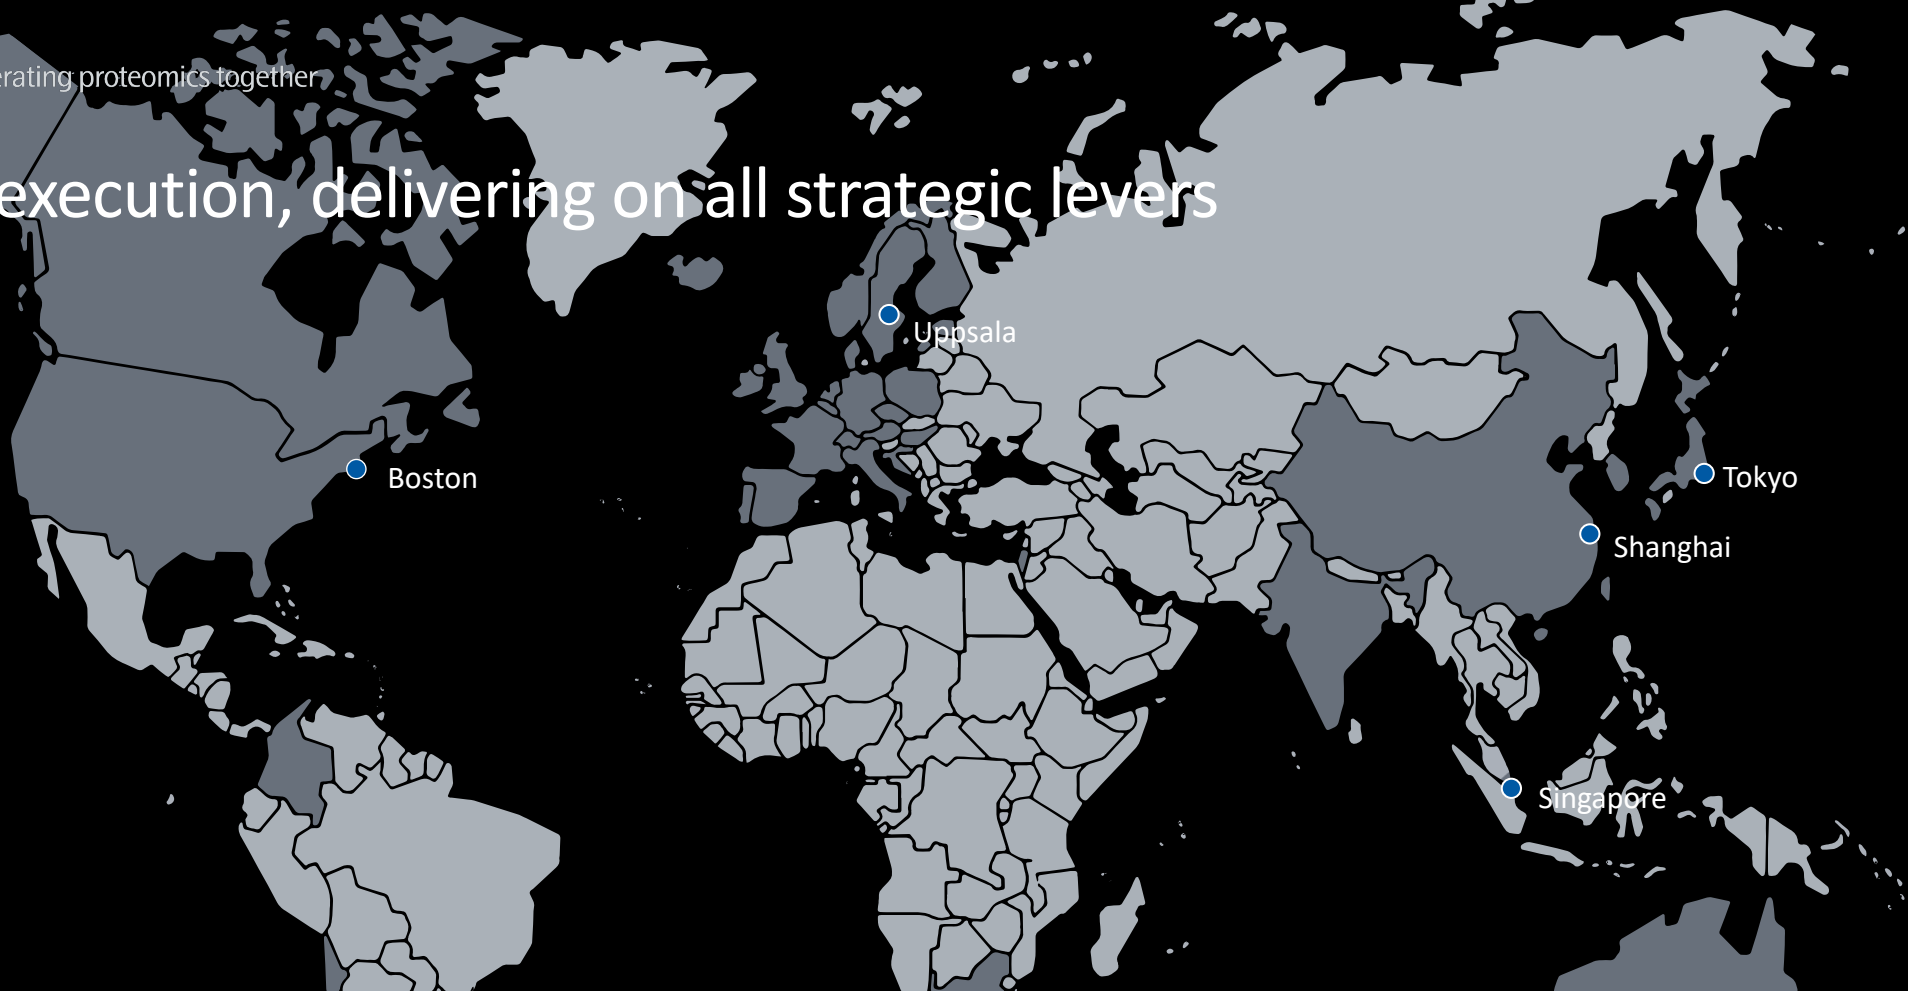 erating proteomics together
execution, delivering on all strategic levers
Uppsala
Boston
Tokyo
Shanghai
Singapore